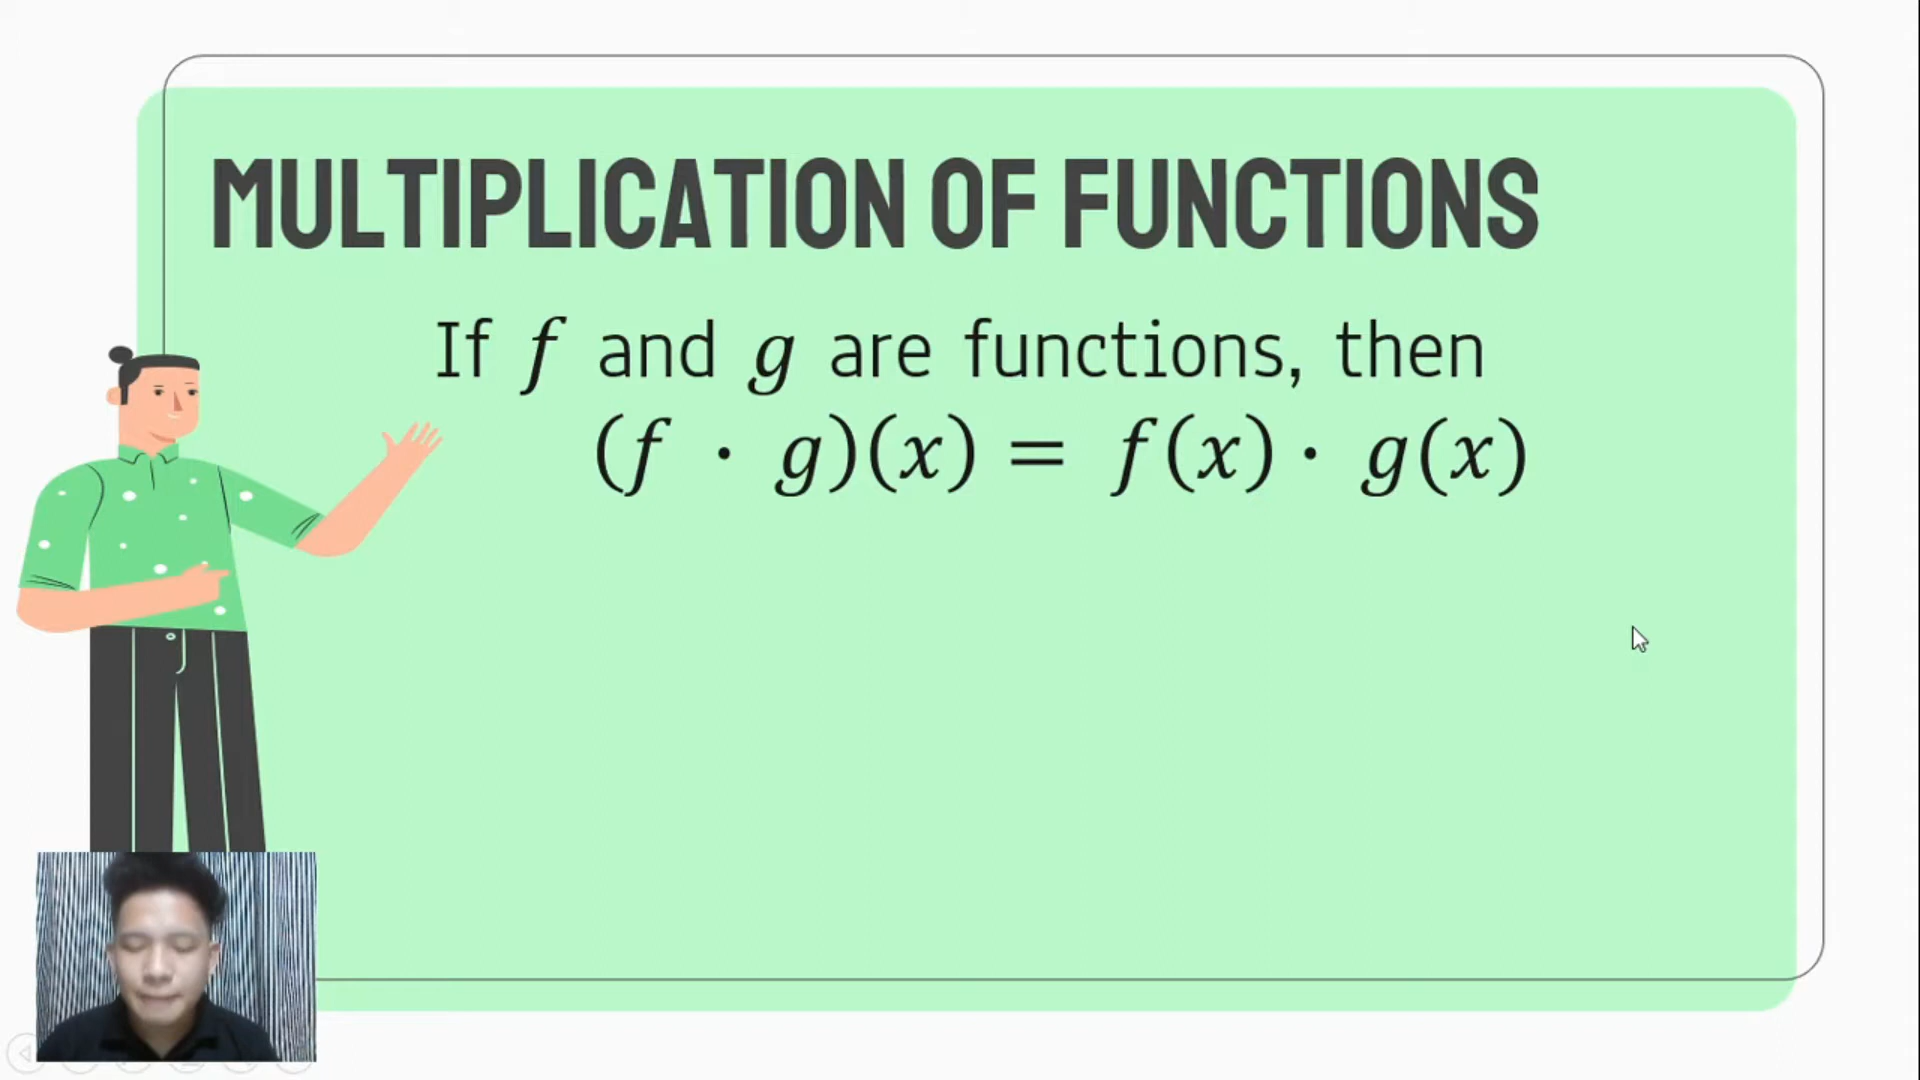 MULTIPLICATION OF FUNCTIONS
If f and g are functions, then
(f · g)(x) = f(x) · g(x)